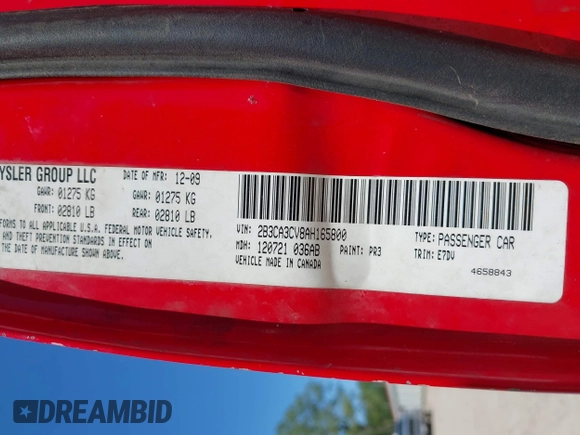 YSLER GROUP LLC
DATE OF MFR: 12-09
GAWR: 01275 KG
FRONT: 02810 LB
GAWR: 01275 KG
REAR: 02810 LB
FORMS TO ALL APPLICABLE U.S.A. FEDERAL MOTOR VEHICLE SAFETY,
AND THEFT PREVENTION STANDARDS IN EFFECT
THE DATE OF MANUFACTURE SHOWN ABOVE.
VIN: 2B3CA3CV8AH165800
TYPE: PASSENGER CAR
MDH: 120721 036AB
PAINT: PR3
TRIM: E7DV
VEHICLE MADE IN CANADA
4658843
DREAMBID